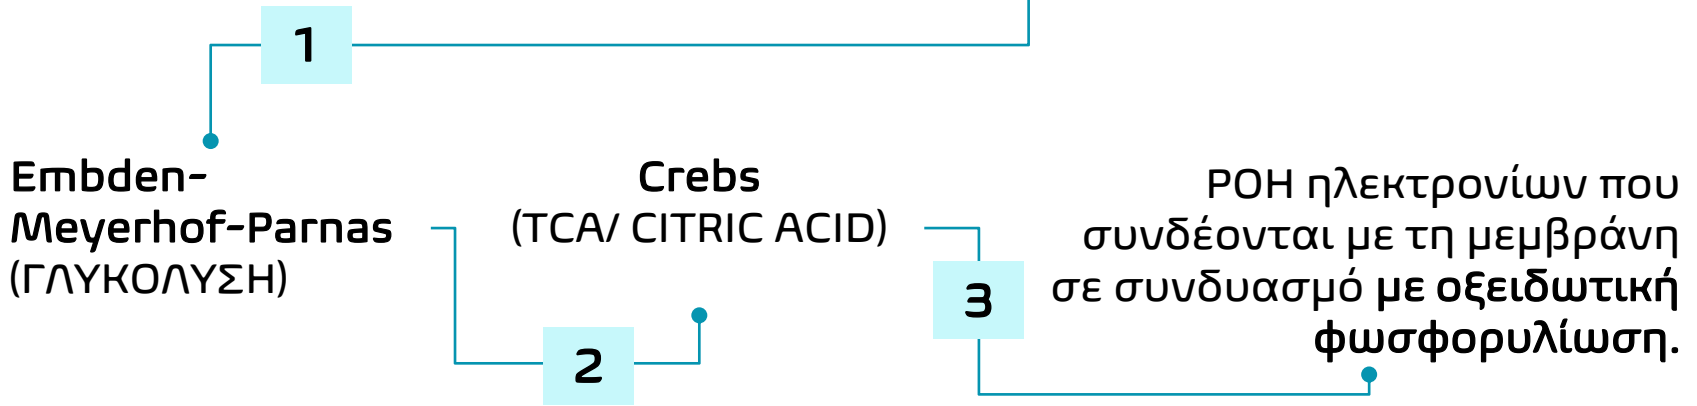 1
Embden-
Meyerhof-Parnas
(ΓΛΥΚΟΛΥΣΗ)
2
Crebs
(TCA/ CITRIC ACID)
3
ΡΟΗ ηλεκτρονίων που
συνδέονται με τη μεμβράνη
σε συνδυασμό με οξειδωτική
φωσφορυλίωση.